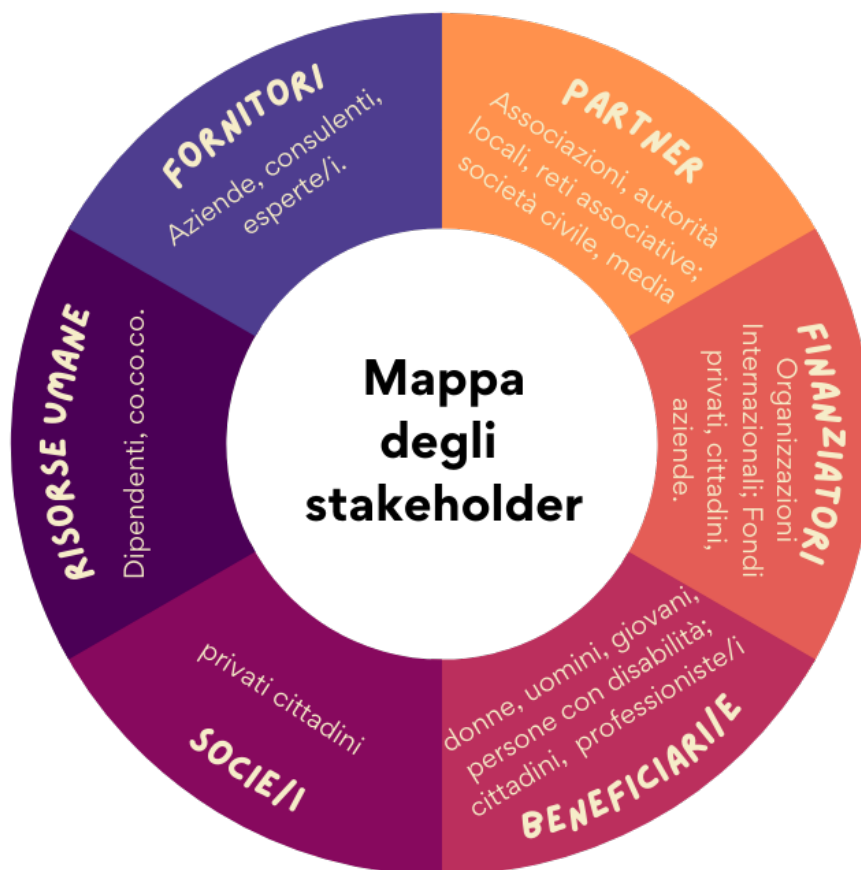 Mappa
degli
stakeholder
PARTNER
Associazioni, autorità
locali, reti associative;
società civile, media
FINANZIATORI
Organizzazioni
Internazionali; Fondi
privati, cittadini,
aziende.
donne, uomini, giovani,
persone con disabilità;
cittadini, professioniste/i
BENEFICIARI/E
privati cittadini
SOCIE/I
RISORSE UMANE
Dipendenti, co.co.co.
FORNITORI
Aziende, consulenti,
esperte/i.